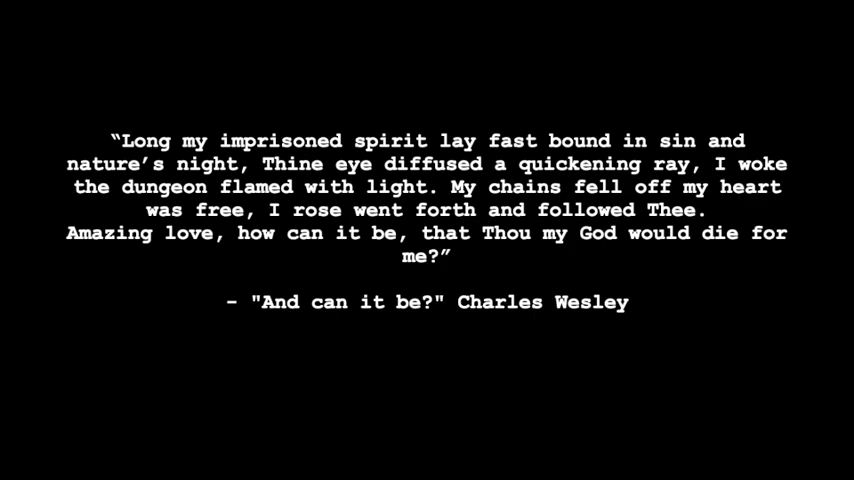 “Long my imprisoned spirit lay fast bound in sin and
nature’s night, Thine eye diffused a quickening ray, I woke
the dungeon flamed with light. My chains fell off my heart
was free, I rose went forth and followed Thee.
Amazing love, how can it be, that Thou my God would die for
me?”
- "And can it be?" Charles Wesley